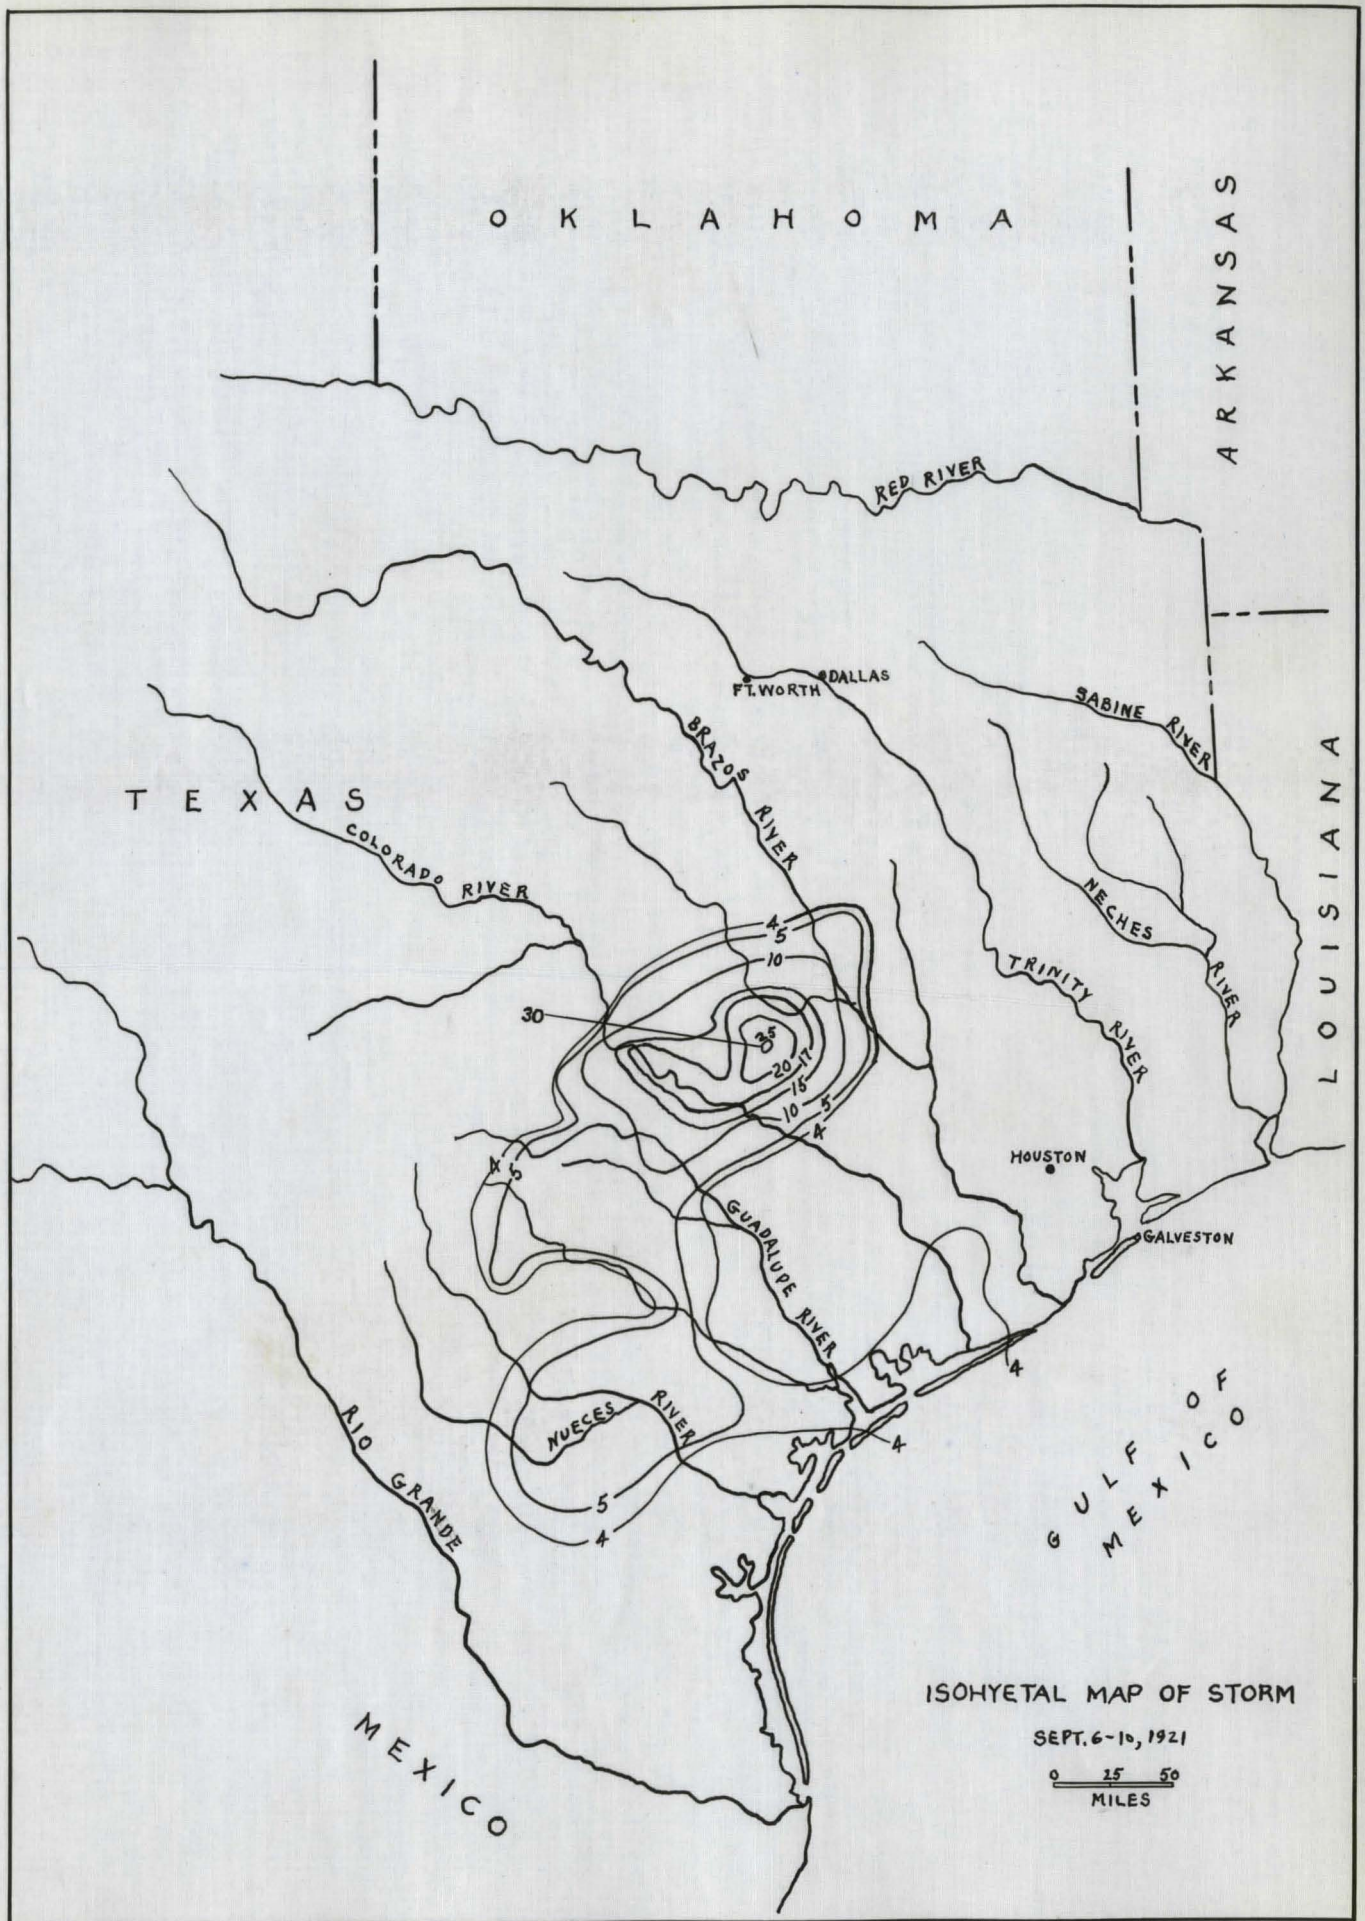 OKLAHOMA
ARKANSAS
RED RIVER
FT. WORTH
DALLAS
SABINE RIVER
BRAZOS RIVER
TEXAS
LOUISIANA
COLORADO RIVER
NECHES RIVER
TRINITY RIVER
4
5
10
30
35
20
17
15
10
5
4
4
5
HOUSTON
GALVESTON
GUADALUPE RIVER
4
NUECES RIVER
4
RIO GRANDE
5
4
GULF OF
MEXICO
MEXICO
ISOHYETAL MAP OF STORM
SEPT. 6-10, 1921
0 25 50
MILES